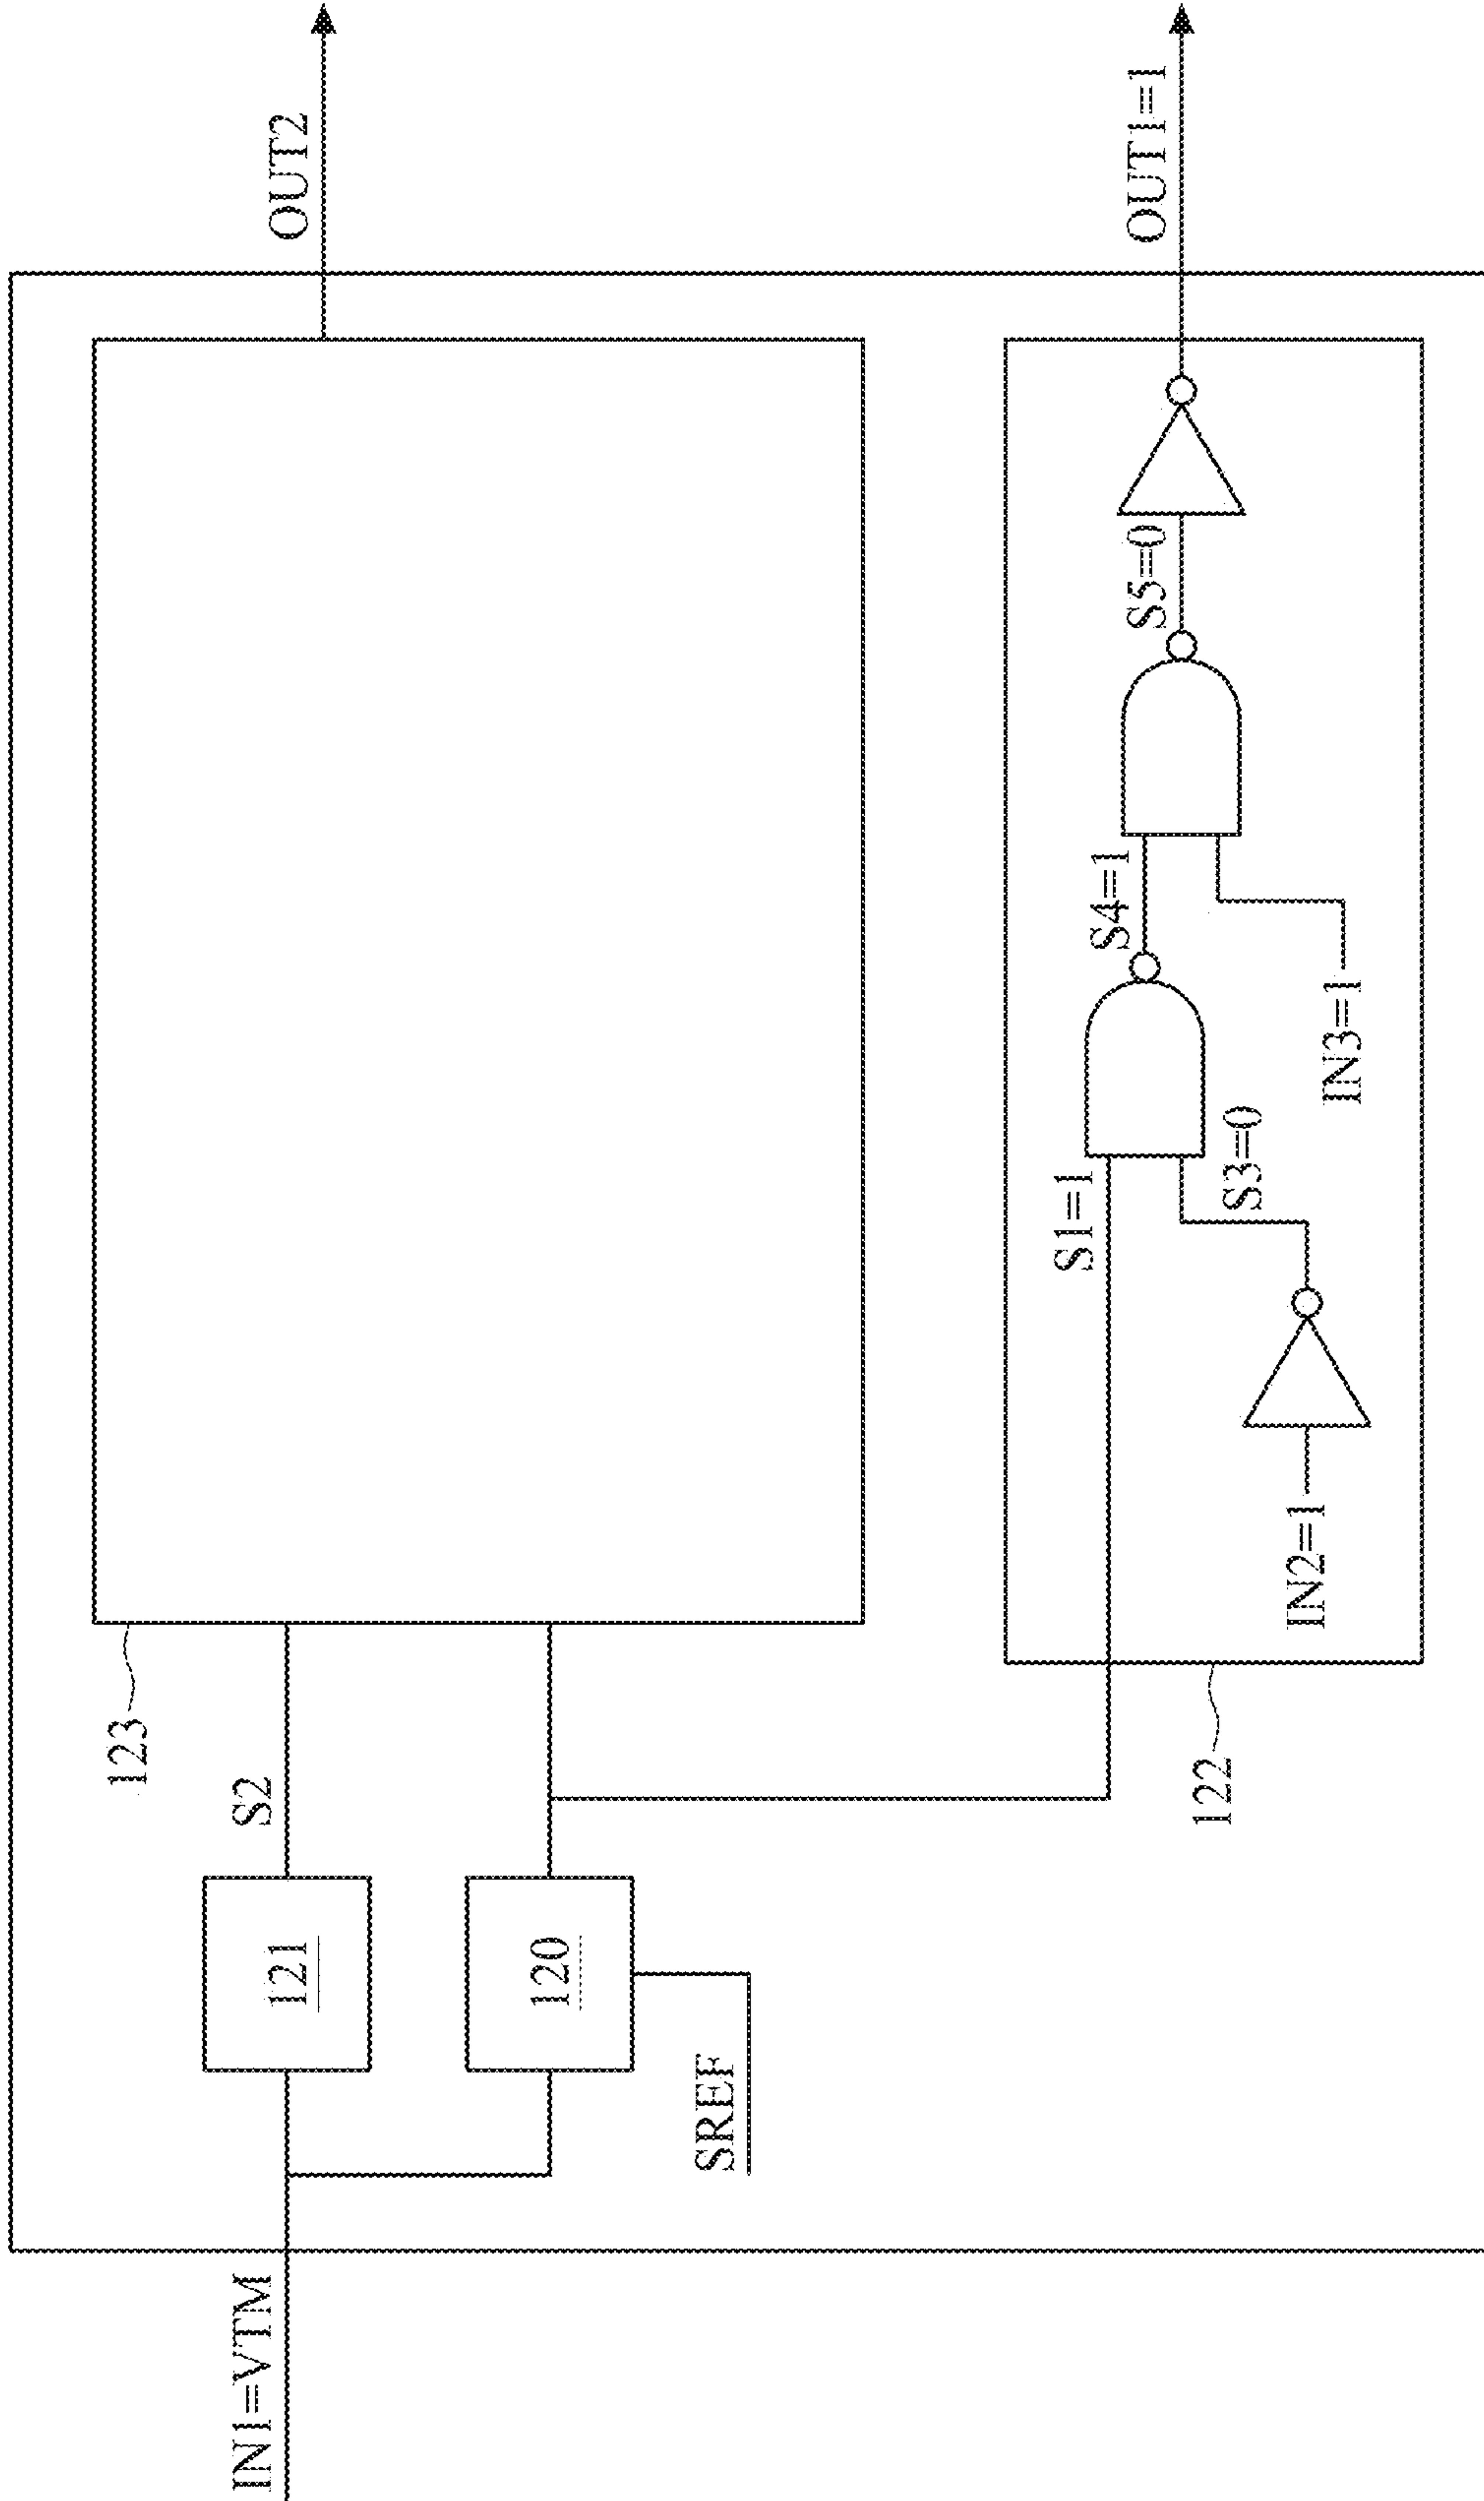 IN1=VTM
121
S2
123
OUT2
SREF
120
122
S1=1
IN2=1
S3=0
S4=1
IN3=1
S5=0
OUT1=1